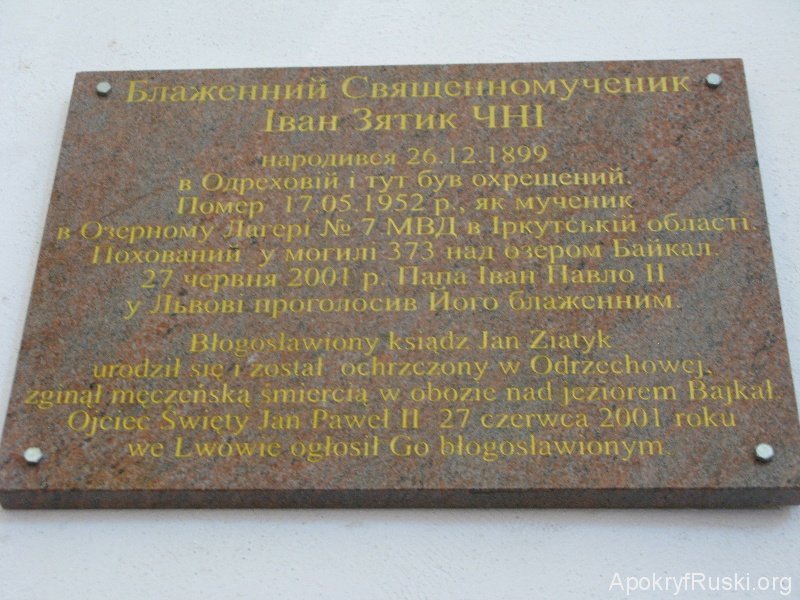 Блаженний Священномученик
Іван Зятик ЧНІ
народився 26.12.1899
в Одреховій і тут був охрещений.
Помер 17.05.1952 р., як мученик
в Озерному Лагері № 7 МВД в Іркутській області.
Похований у могилі 373 над озером Байкал.
27 червня 2001 р. Папа Іван Павло ІІ
у Львові проголосив Його блаженним.
Błogosławiony ksiądz Jan Ziatyk
urodził się i został ochrzczony w Odrzechowej,
zginął męczeńską śmiercią w obozie nad jeziorem Bajkał.
Ojciec Święty Jan Paweł II 27 czerwca 2001 roku
we Lwowie ogłosił Go błogosławionym.
ApokryfRuski.org